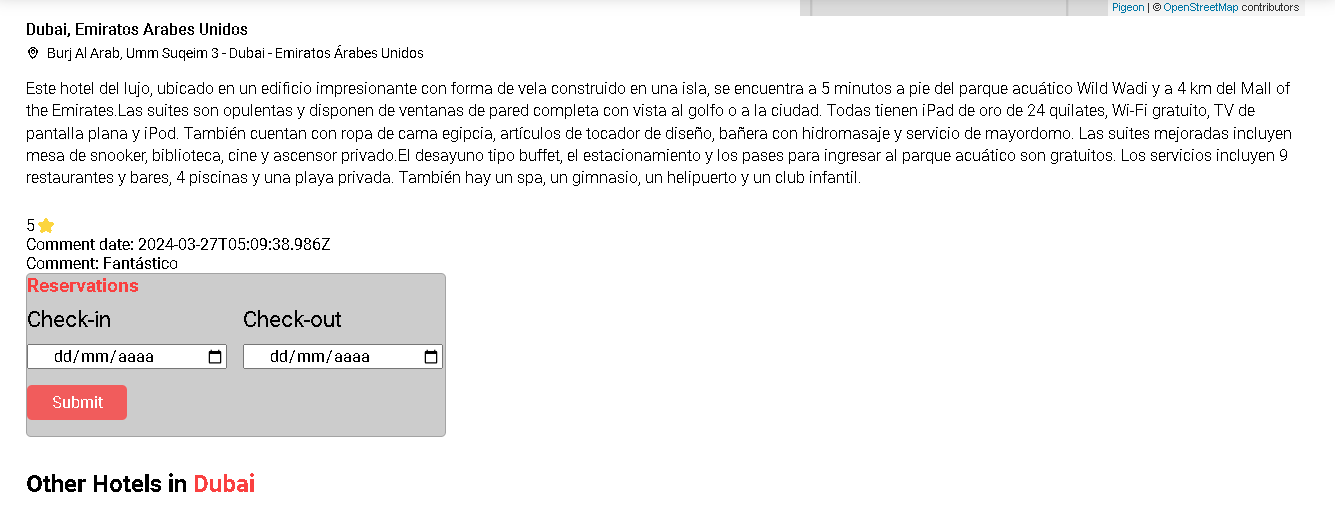 Pigeon | © OpenStreetMap contributors
Dubai, Emiratos Arabes Unidos
Burj Al Arab, Umm Suqeim 3 - Dubai - Emiratos Árabes Unidos
Este hotel del lujo, ubicado en un edificio impresionante con forma de vela construido en una isla, se encuentra a 5 minutos a pie del parque acuático Wild Wadi y a 4 km del Mall of
the Emirates.Las suites son opulentas y disponen de ventanas de pared completa con vista al golfo o a la ciudad. Todas tienen iPad de oro de 24 quilates, Wi-Fi gratuito, TV de
pantalla plana y iPod. También cuentan con ropa de cama egipcia, artículos de tocador de diseño, bañera con hidromasaje y servicio de mayordomo. Las suites mejoradas incluyen
mesa de snooker, biblioteca, cine y ascensor privado.El desayuno tipo buffet, el estacionamiento y los pases para ingresar al parque acuático son gratuitos. Los servicios incluyen 9
restaurantes y bares, 4 piscinas y una playa privada. También hay un spa, un gimnasio, un helipuerto y un club infantil.
5
Comment date: 2024-03-27T05:09:38.986Z
Comment: Fantástico
Reservations
Check-in Check-out
dd/mm/aaaa dd/mm/aaaa
Submit
Other Hotels in Dubai